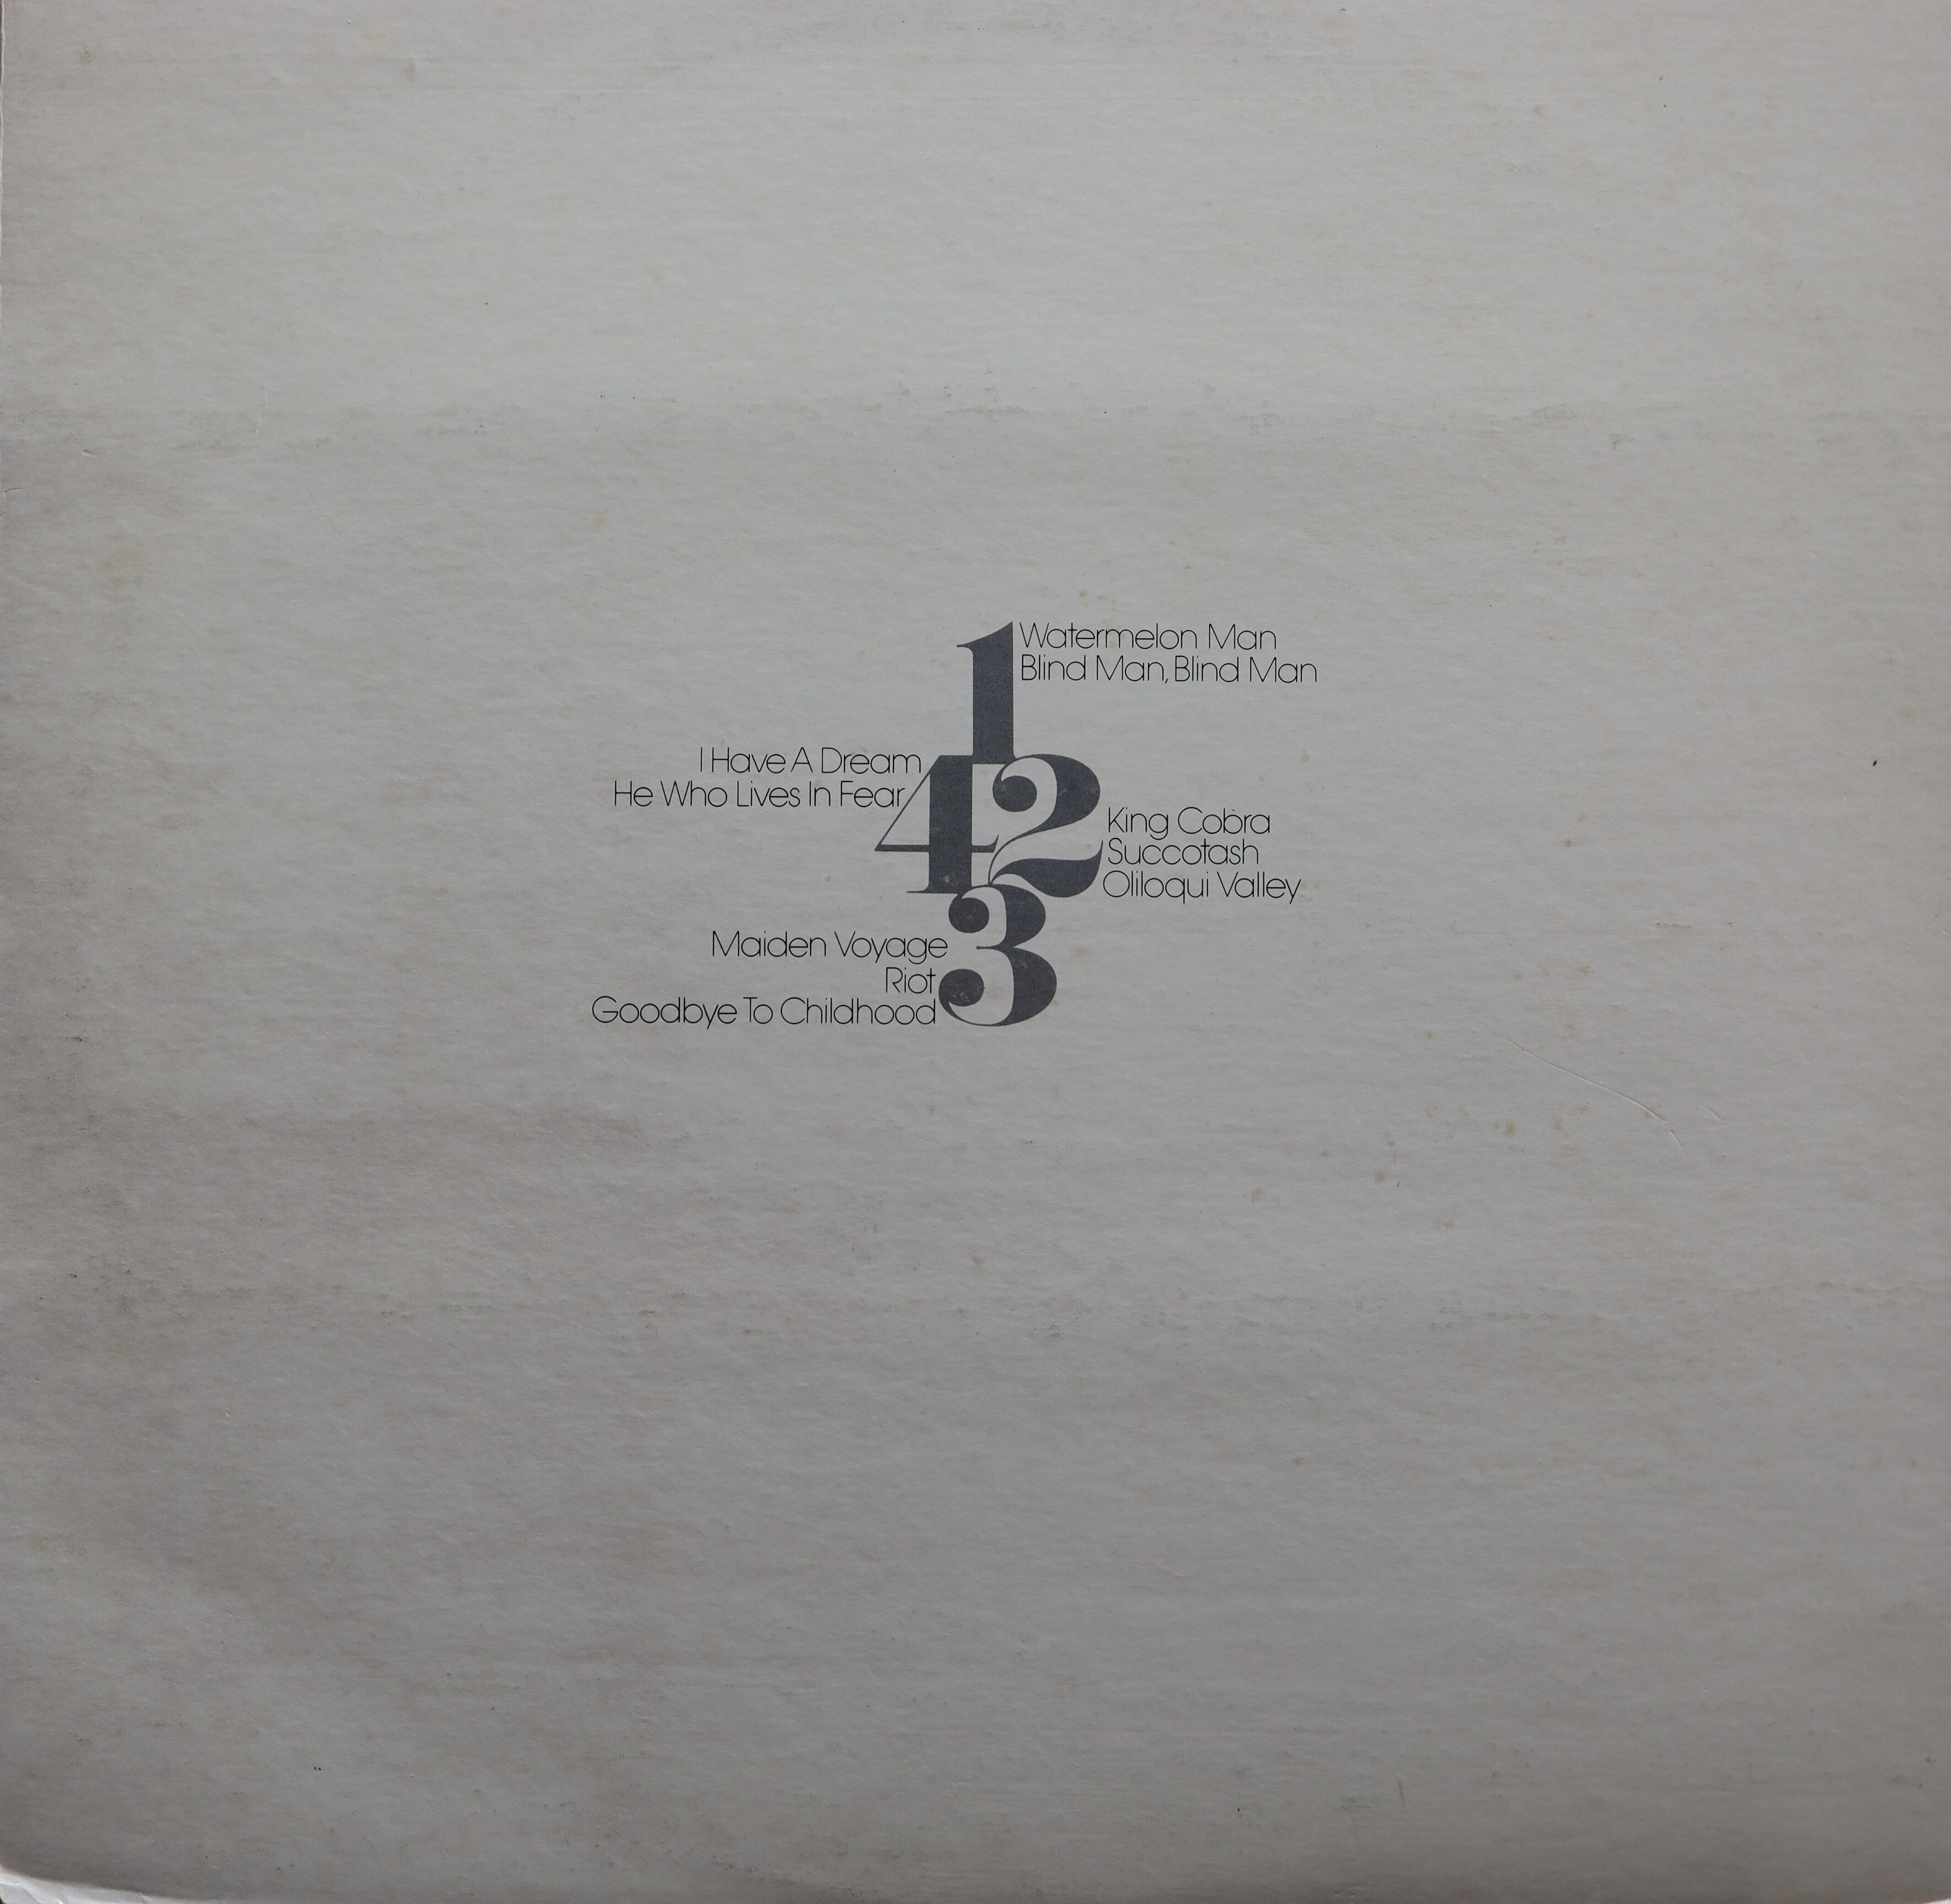 1
Watermelon Man
Blind Man, Blind Man
2
King Cobra
Succotash
Oliloqui Valley
3
Maiden Voyage
Riot
Goodbye To Childhood
4
I Have A Dream
He Who Lives In Fear